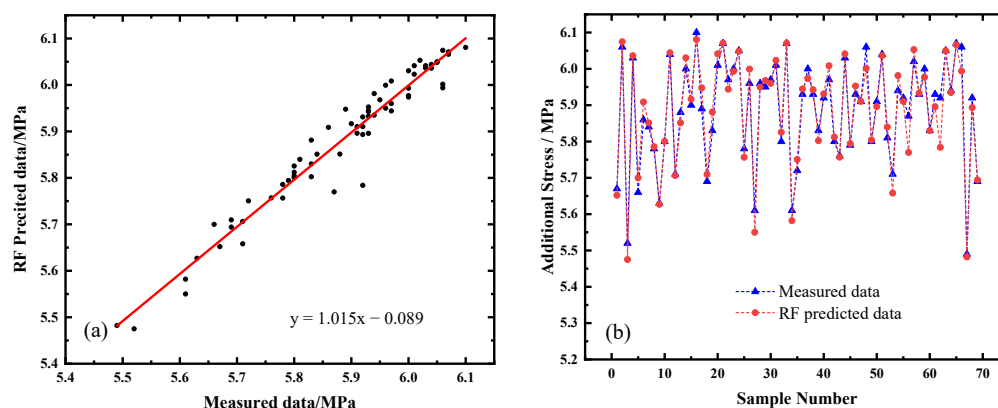 6.1
6.0
5.9
5.8
5.7
5.6
5.5
5.4
RF Precited data/MPa
(a)
y = 1.015x − 0.089
5.4 5.5 5.6 5.7 5.8 5.9 6.0 6.1
Measured data/MPa
6.1
6.0
5.9
5.8
5.7
5.6
5.5
5.4
5.3
5.2
Additional Stress / MPa
Measured data
RF predicted data
(b)
0 10 20 30 40 50 60 70
Sample Number